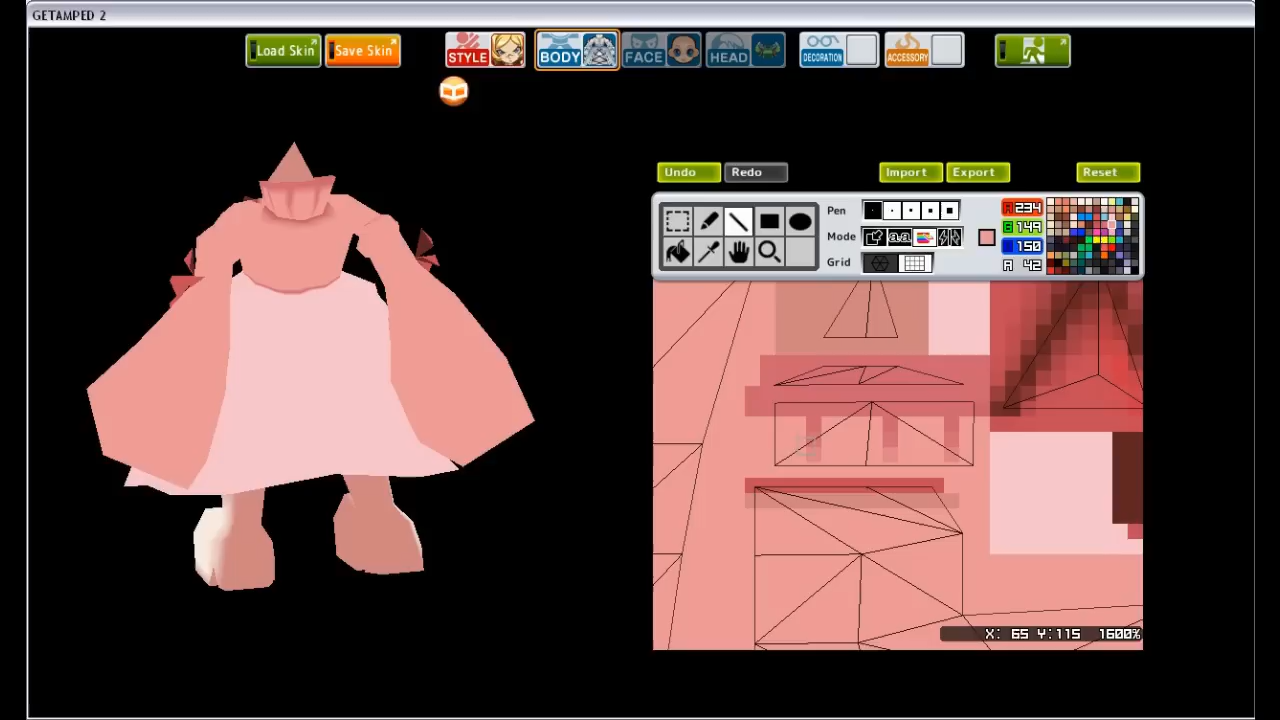 GETAMPED 2
Load Skin
Save Skin
STYLE
BODY
FACE
HEAD
DECORATION
ACCESSORY
Undo
Redo
Import
Export
Reset
Pen
Mode
aa
Grid
R 234
G 149
150
A 42
X: 65 Y:115 1600%